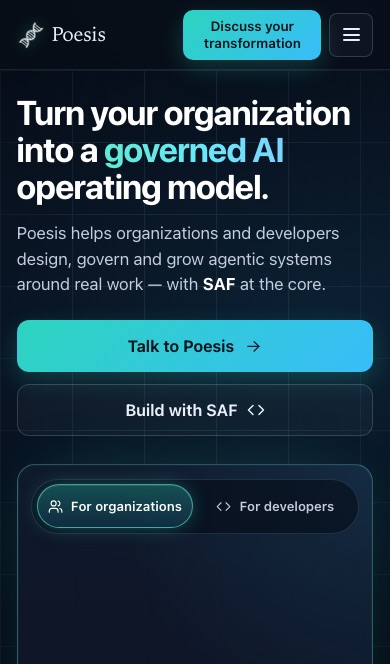 Poesis
Discuss your
transformation
Turn your organization
into a governed AI
operating model.
Poesis helps organizations and developers
design, govern and grow agentic systems
around real work — with SAF at the core.
Talk to Poesis →
Build with SAF <>
For organizations
<> For developers